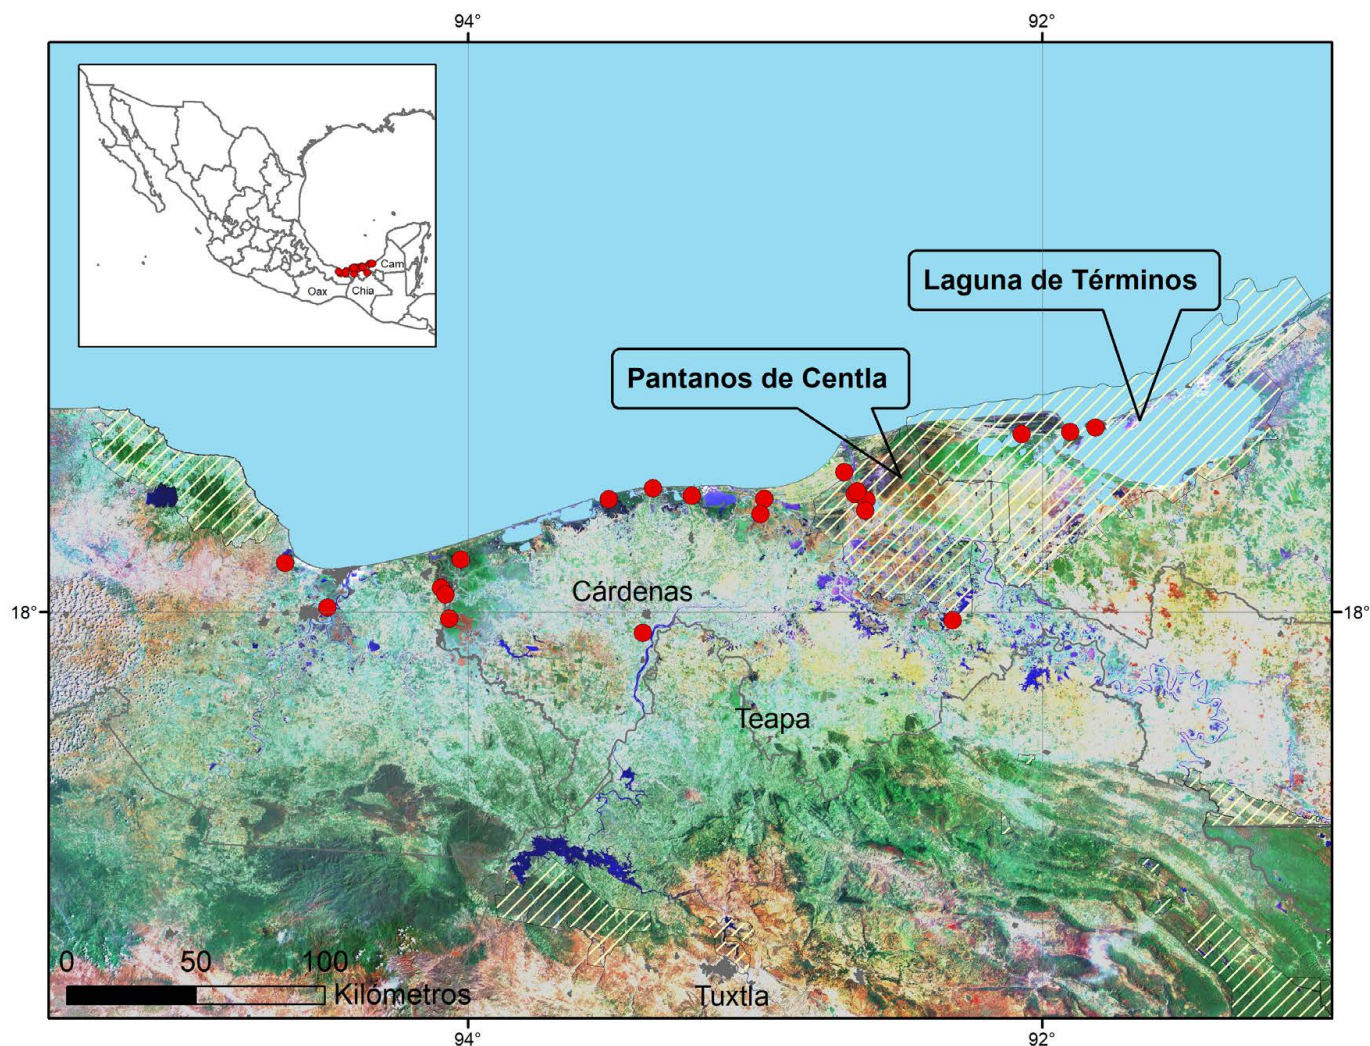 94°
92°
Cam
Oax
Chia
Laguna de Términos
Pantanos de Centla
18°
18°
Cárdenas
Teapa
0
50
100
Kilómetros
Tuxtla
94°
92°